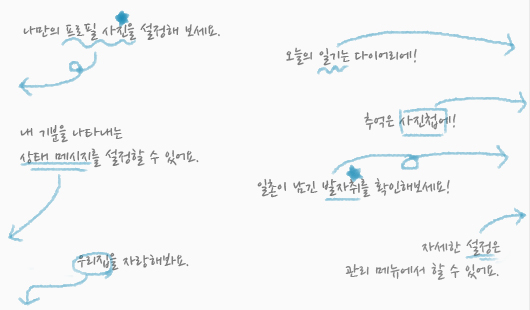 나만의 프로필 사진을 설정해 보세요.
내 기분을 나타내는
상태 메시지를 설정할 수 있어요.
우리집을 자랑해봐요.
오늘의 일기는 다이어리에!
추억은 사진첩에!
일촌이 남긴 발자취를 확인해보세요!
자세한 설정은
관리 메뉴에서 할 수 있어요.